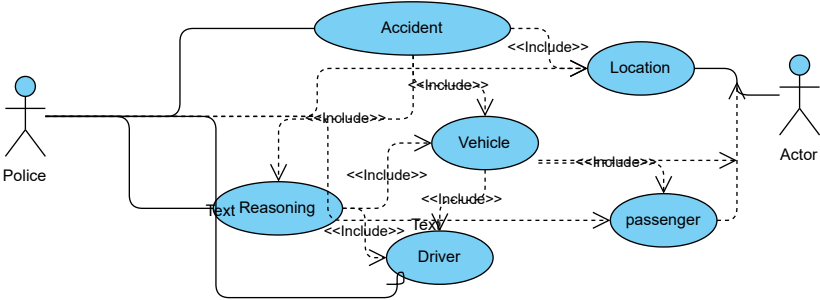 Accident
<<Include>>
Location
<<Include>>
<<Include>>
Vehicle
Actor
<<Include>>
Police
<<Include>>
<<Include>>
Text
Reasoning
passenger
Text
<<Include>>
Driver